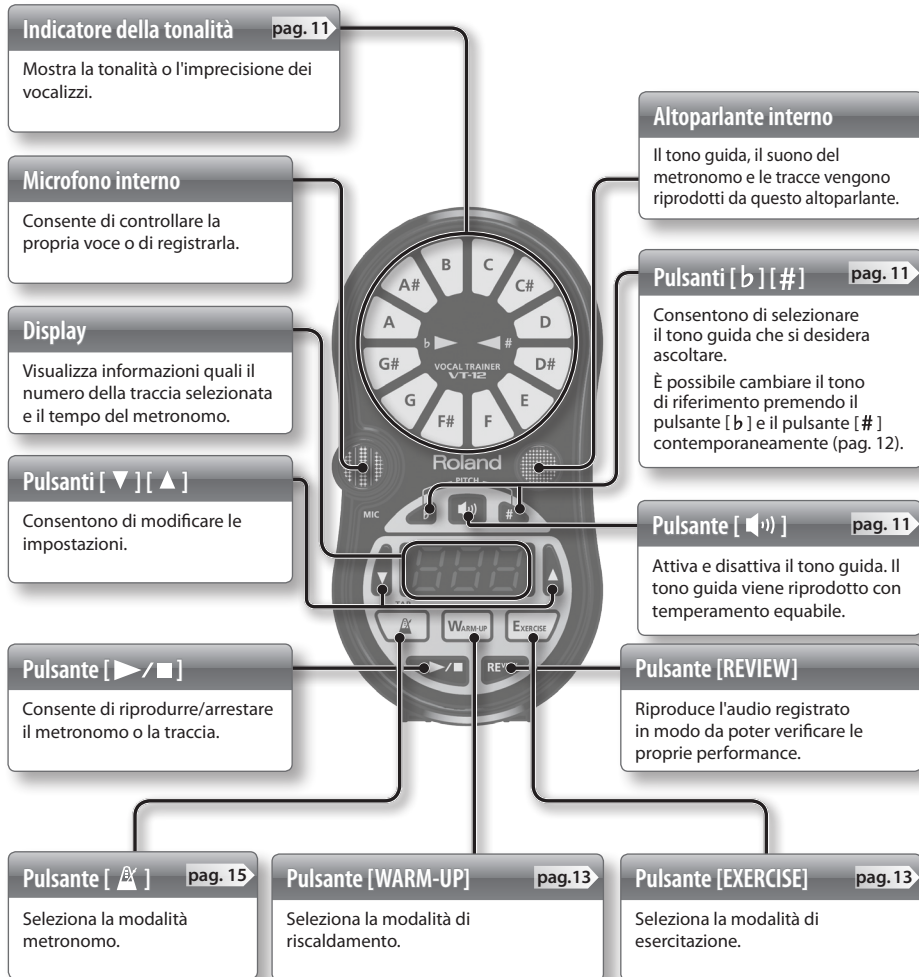 Indicatore della tonalità pag. 11
Mostra la tonalità o l'imprecisione dei
vocalizzi.
Microfono interno
Consente di controllare la
propria voce o di registrarla.
Display
Visualizza informazioni quali il
numero della traccia selezionata
e il tempo del metronomo.
Pulsanti [ ▼ ] [ ▲ ]
Consentono di modificare le
impostazioni.
Pulsante [ ►/■ ]
Consente di riprodurre/arrestare
il metronomo o la traccia.
Altoparlante interno
Il tono guida, il suono del
metronomo e le tracce vengono
riprodotti da questo altoparlante.
Pulsanti [ ♭ ] [ # ] pag. 11
Consentono di selezionare
il tono guida che si desidera
ascoltare.
È possibile cambiare il tono
di riferimento premendo il
pulsante [ ♭ ] e il pulsante [ # ]
contemporaneamente (pag. 12).
Pulsante [ 🔊 ] pag. 11
Attiva e disattiva il tono guida. Il
tono guida viene riprodotto con
temperamento equabile.
Pulsante [REVIEW]
Riproduce l'audio registrato
in modo da poter verificare le
proprie performance.
B C
A# C#
A D
♭ ► ◄ #
G# D#
VOCAL TRAINER
VT-12
G E
F# F
Roland
PITCH
MIC ♭ #
WARM-UP EXERCISE
►/■
Pulsante [ ] pag. 15
Seleziona la modalità
metronomo.
Pulsante [WARM-UP] pag.13
Seleziona la modalità di
riscaldamento.
Pulsante [EXERCISE] pag.13
Seleziona la modalità di
esercitazione.